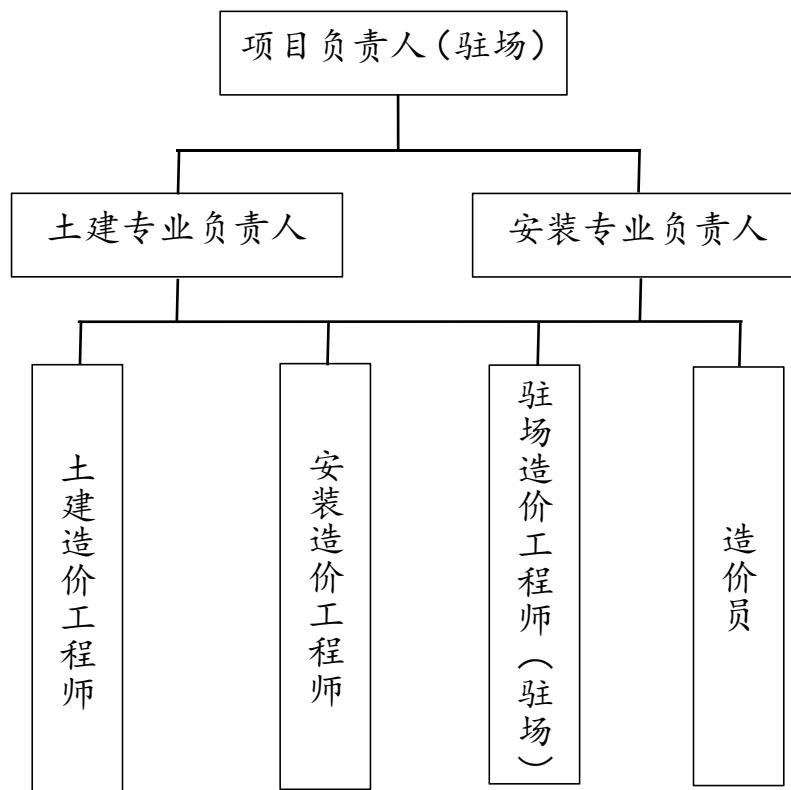 项目负责人(驻场)
土建专业负责人
安装专业负责人
土建造价工程师
安装造价工程师
驻场造价工程师(驻场)
造价员